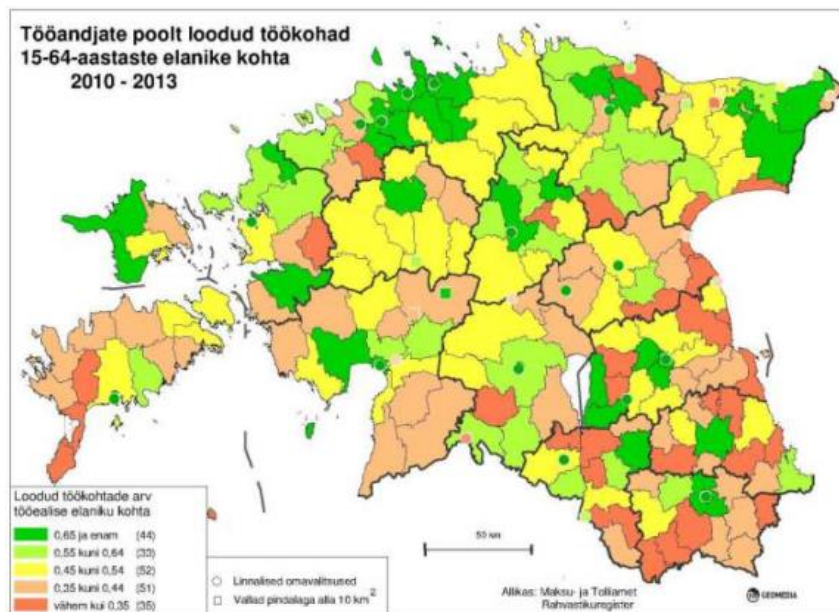 Tööandjate poolt loodud töökohad
15-64-aastaste elanike kohta
2010 - 2013
Loodud töökohtade arv
tööealise elaniku kohta
0,65 ja enam (44)
0,55 kuni 0,64 (33)
0,45 kuni 0,54 (52)
0,35 kuni 0,44 (51)
vähem kui 0,35 (35)
Linnalised omavalitsused
Vallad pindalaga alla 10 km²
50 км
Allikas: Maksu- ja Tolliamet
Rahvastikuregister
GEOMEDIA